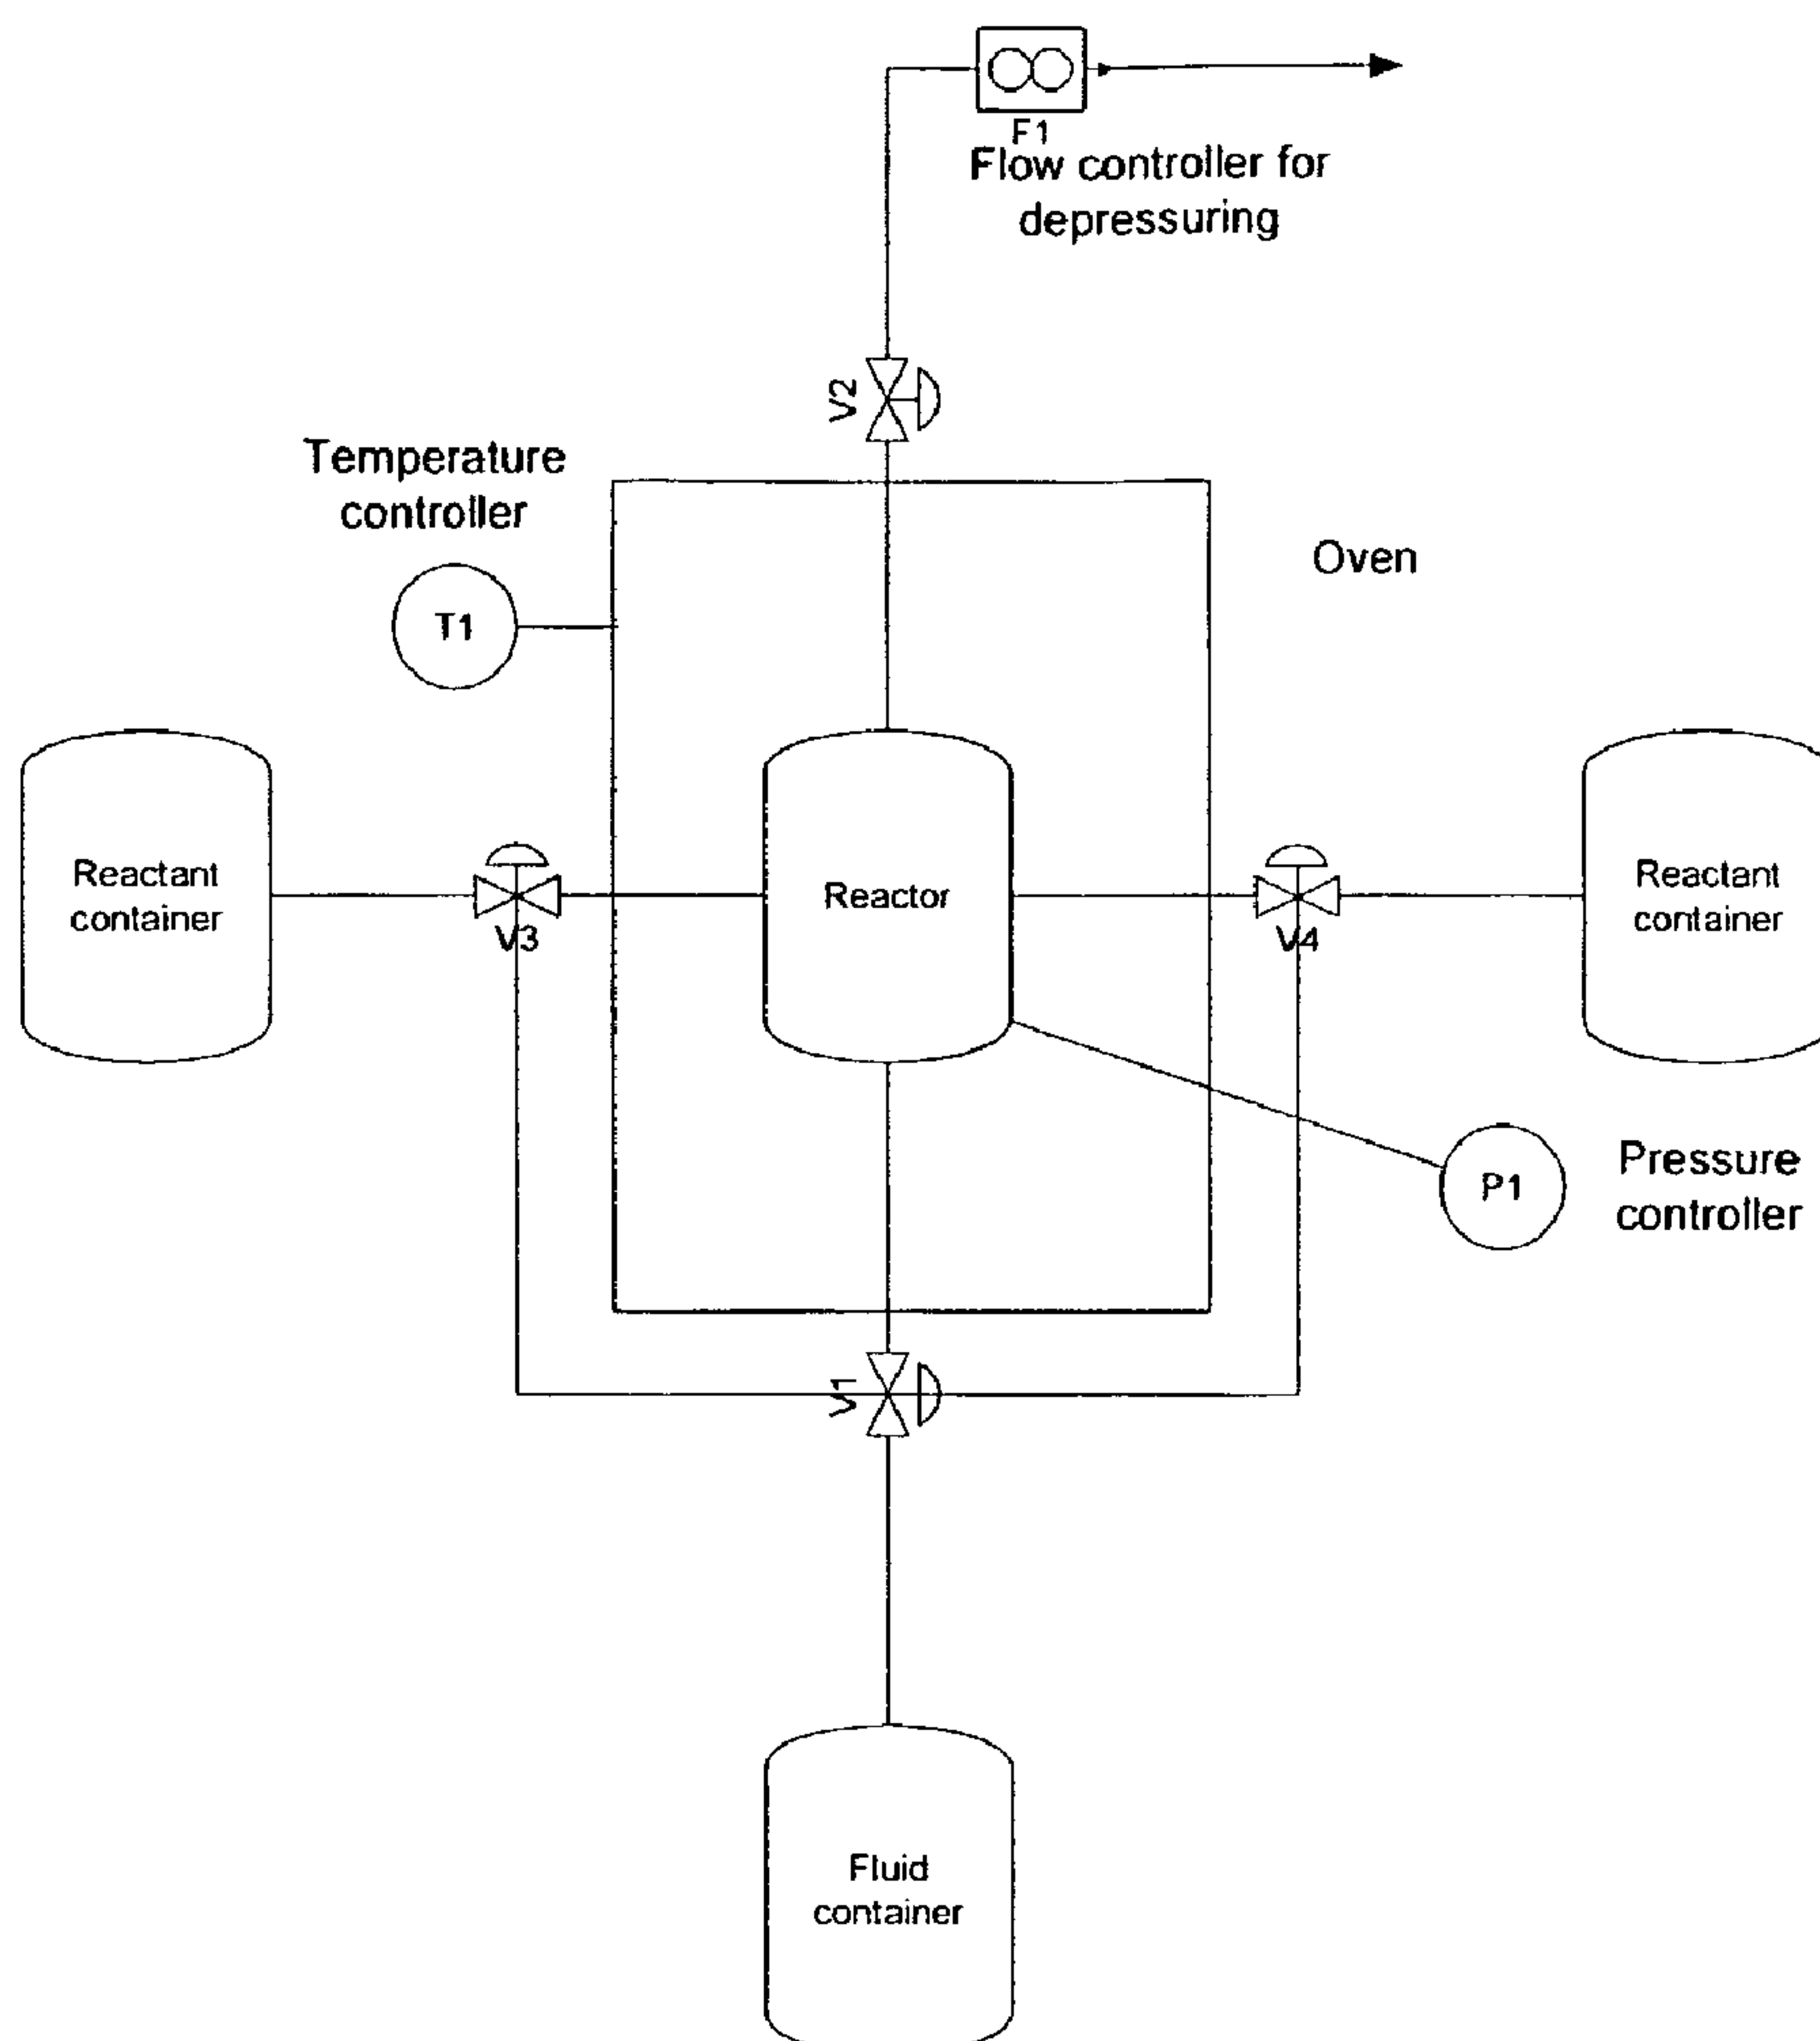 F1
Flow controller for
depressuring
V2
Temperature
controller
Oven
T1
Reactant
container
Reactor
Reactant
container
V3
V4
P1
Pressure
controller
V1
Fluid
container